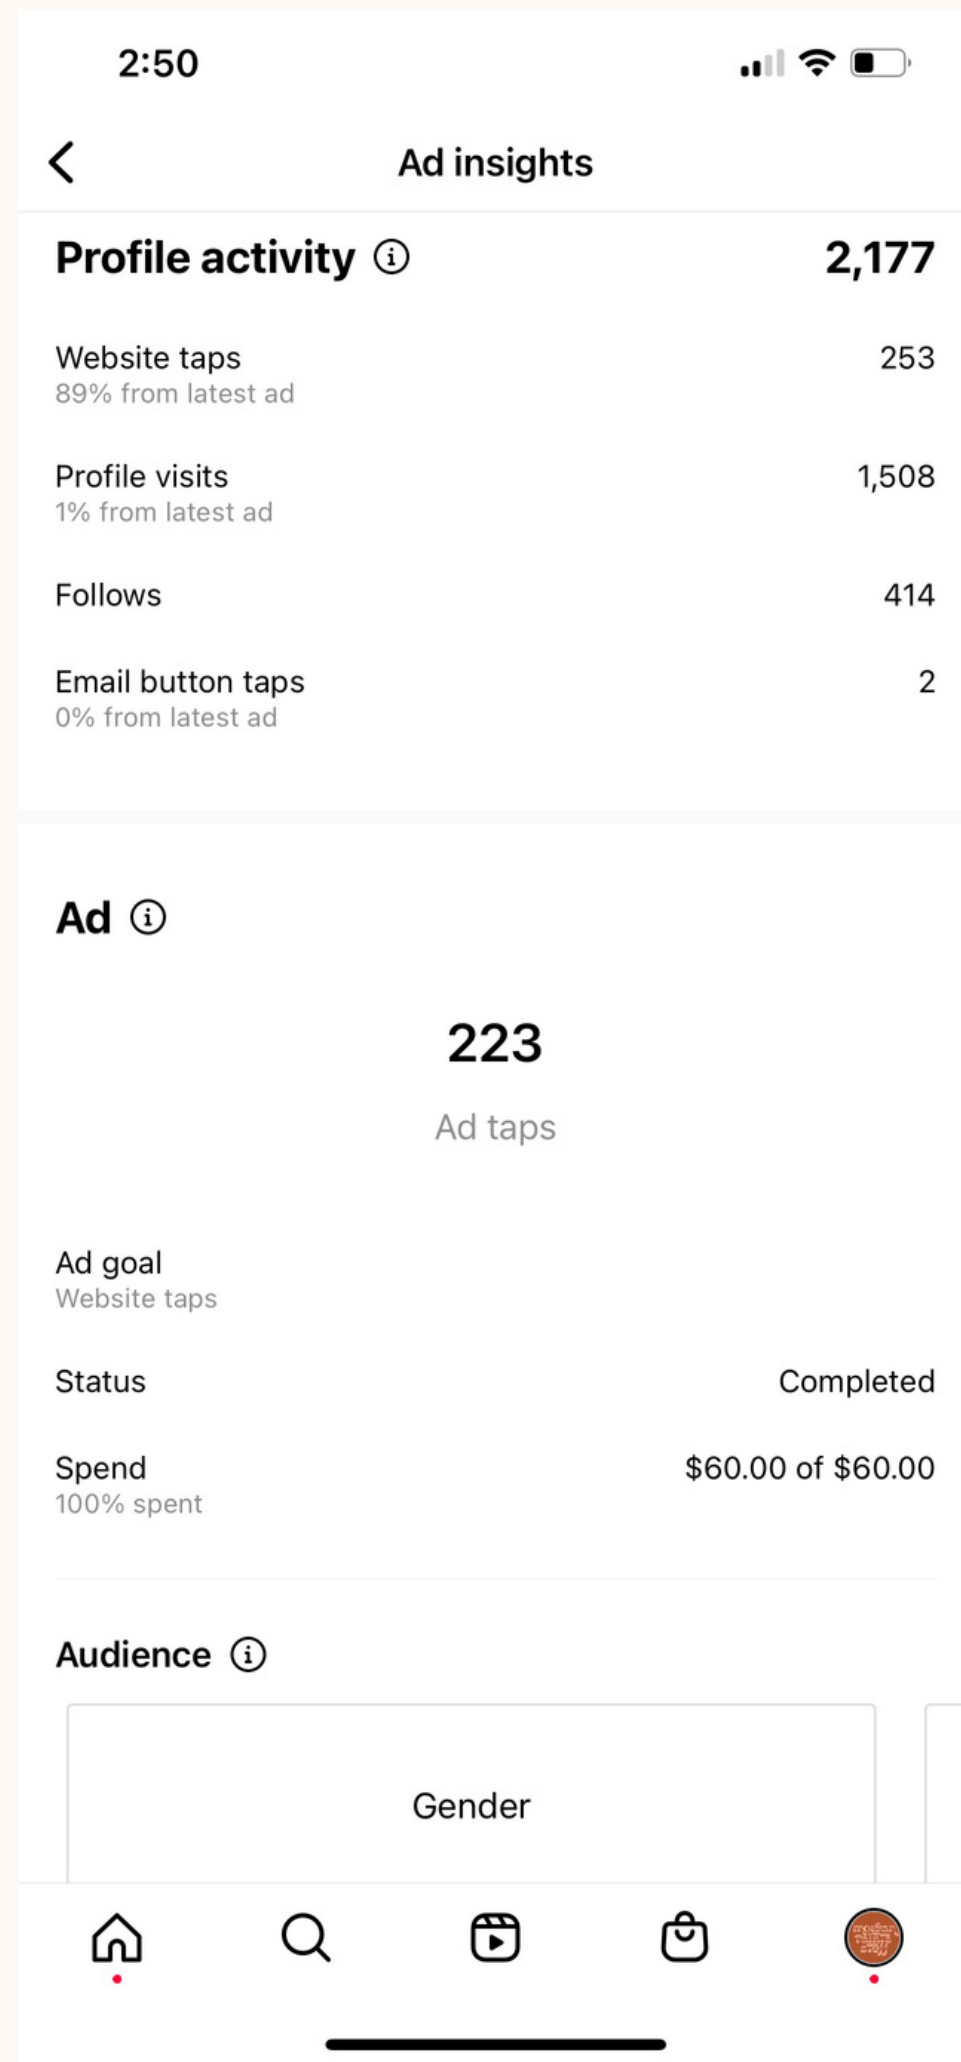 2:50
Ad insights
Profile activity 2,177
Website taps 253
89% from latest ad
Profile visits 1,508
1% from latest ad
Follows 414
Email button taps 2
0% from latest ad
Ad
223
Ad taps
Ad goal
Website taps
Status Completed
Spend $60.00 of $60.00
100% spent
Audience
Gender